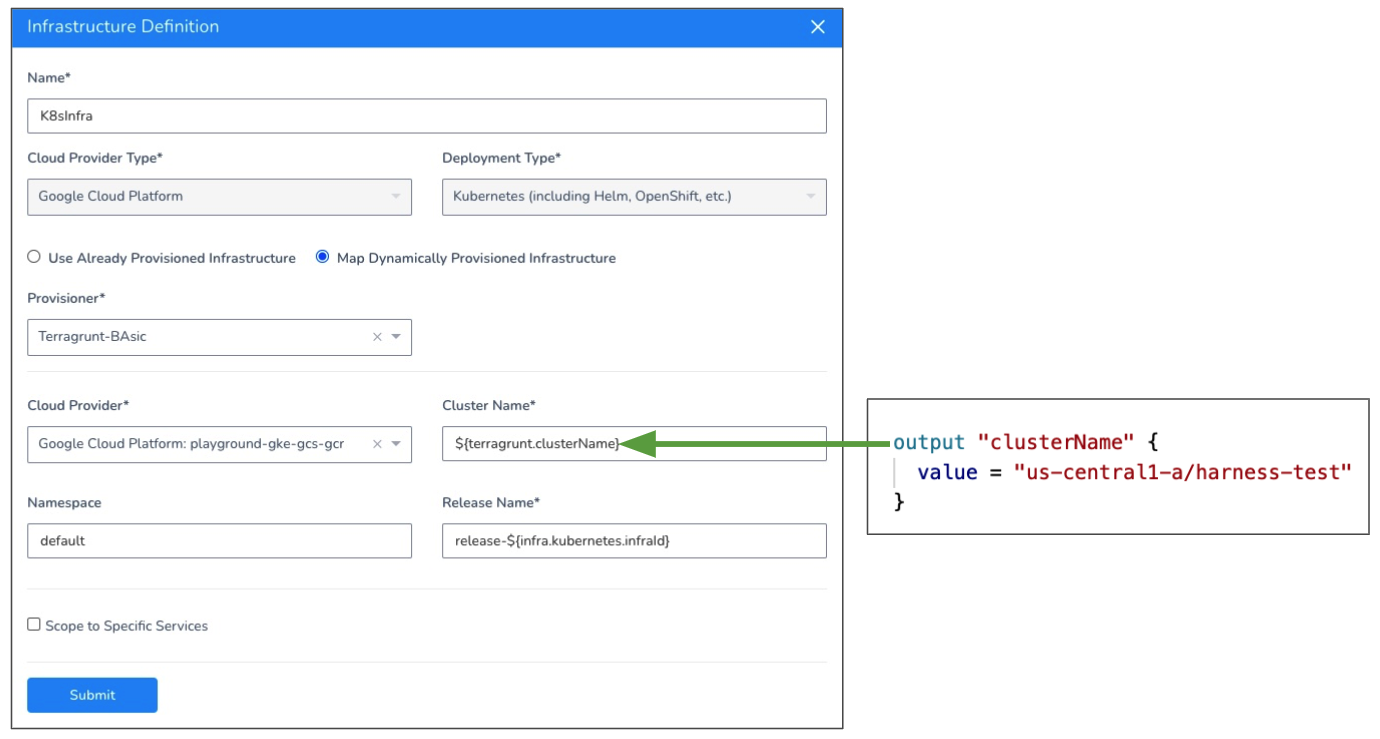 Infrastructure Definition
Name*
K8sInfra
Cloud Provider Type*
Deployment Type*
Google Cloud Platform
Kubernetes (including Helm, OpenShift, etc.)
Use Already Provisioned Infrastructure
Map Dynamically Provisioned Infrastructure
Provisioner*
Terragrunt-BAsic
Cloud Provider*
Cluster Name*
Google Cloud Platform: playground-gke-gcs-gcr
${terragrunt.clusterName}
Namespace
Release Name*
default
release-${infra.kubernetes.infraId}
Scope to Specific Services
Submit
output "clusterName" {
value = "us-central1-a/harness-test"
}